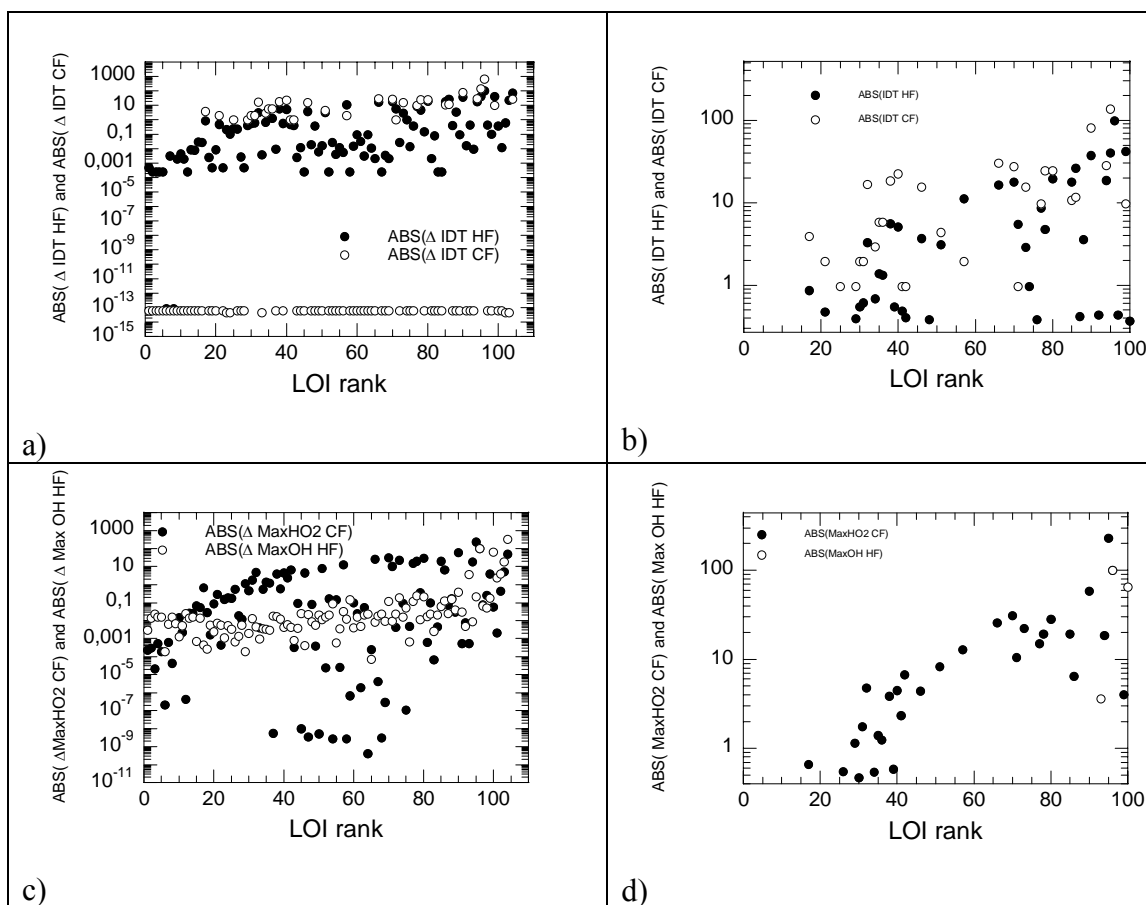 ABS(Δ IDT HF) and ABS(Δ IDT CF)
1000
10
0,1
0,001
10-5
10-7
10-9
10-11
10-13
10-15
ABS(Δ IDT HF)
ABS(Δ IDT CF)
0 20 40 60 80 100
LOI rank
a)
ABS(IDT HF) and ABS(IDT CF)
100
10
1
ABS(IDT HF)
ABS(IDT CF)
0 20 40 60 80 100
LOI rank
b)
ABS(ΔMaxHO2 CF) and ABS(Δ Max OH HF)
1000
10
0,1
0,001
10-5
10-7
10-9
10-11
ABS(Δ MaxHO2 CF)
ABS(Δ MaxOH HF)
0 20 40 60 80 100
LOI rank
c)
ABS( MaxHO2 CF) and ABS( Max OH HF)
100
10
1
ABS(MaxHO2 CF)
ABS(MaxOH HF)
0 20 40 60 80 100
LOI rank
d)